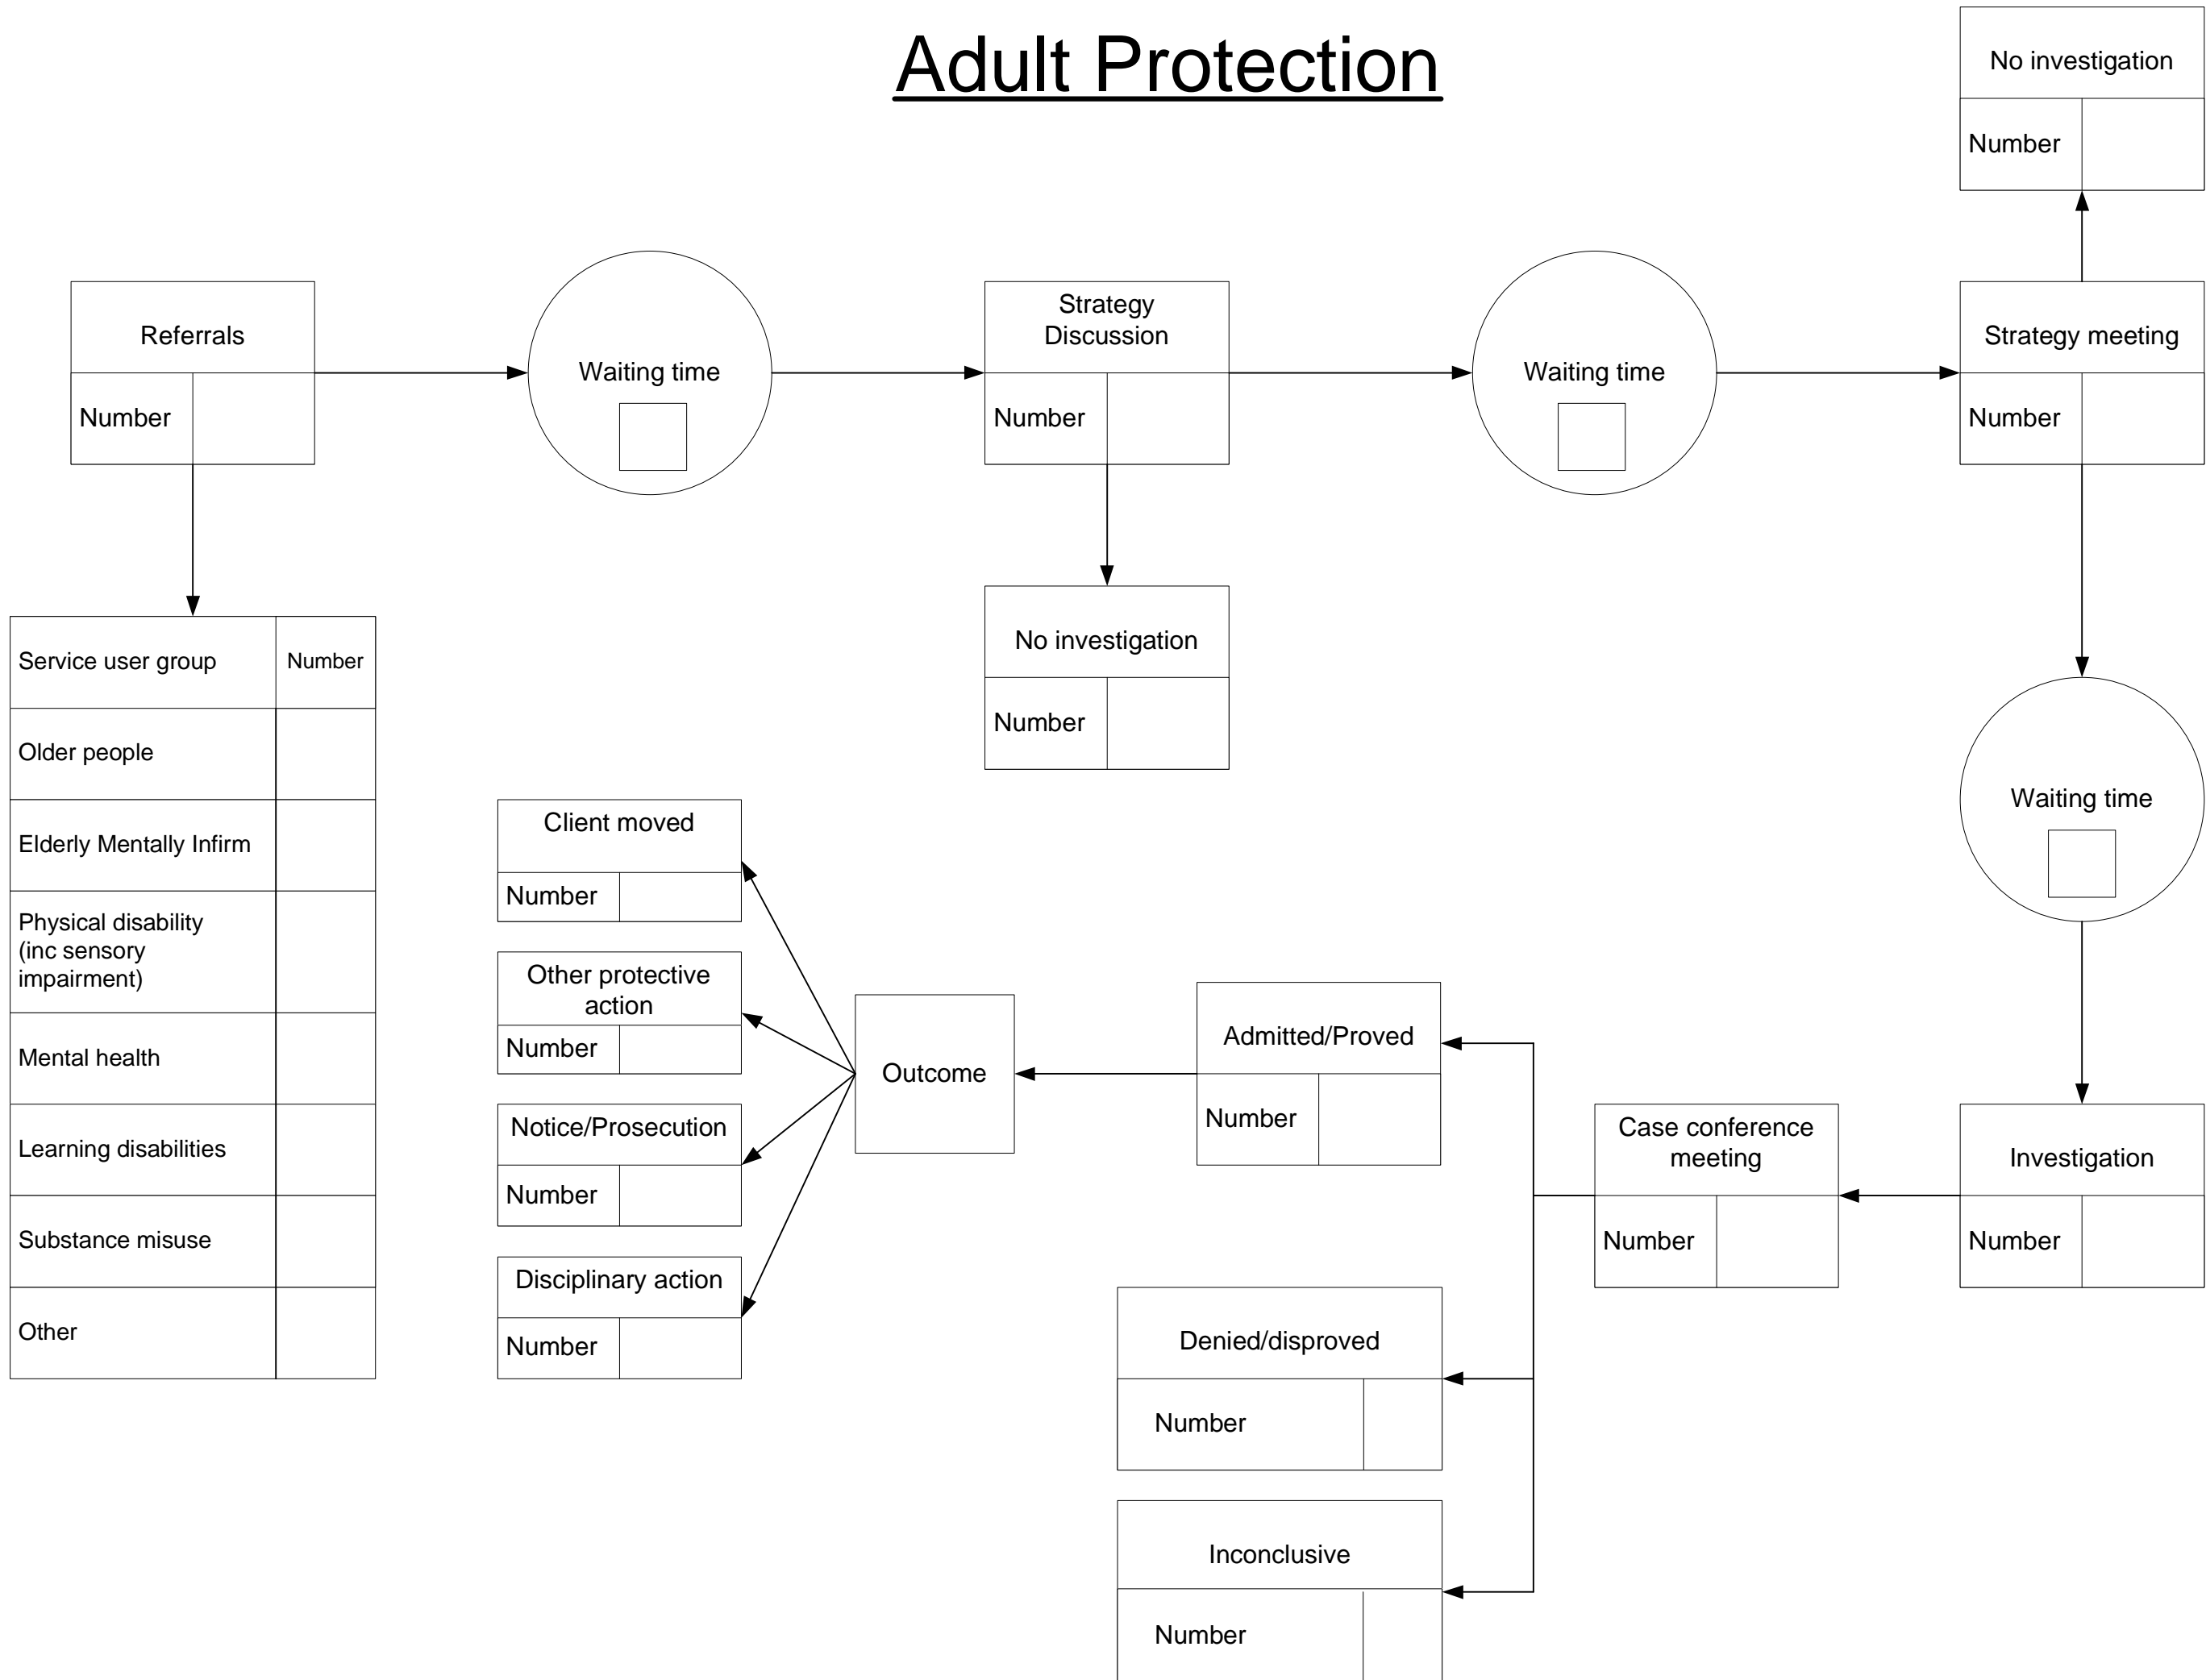 Adult Protection
No investigation
Number
Referrals
Number
Waiting time
Strategy
Discussion
Number
Waiting time
Strategy meeting
Number
No investigation
Number
Service user group Number
Older people
Elderly Mentally Infirm
Physical disability
(inc sensory
impairment)
Mental health
Learning disabilities
Substance misuse
Other
Waiting time
Client moved
Number
Other protective
action
Number
Notice/Prosecution
Number
Disciplinary action
Number
Outcome
Admitted/Proved
Number
Case conference
meeting
Number
Investigation
Number
Denied/disproved
Number
Inconclusive
Number